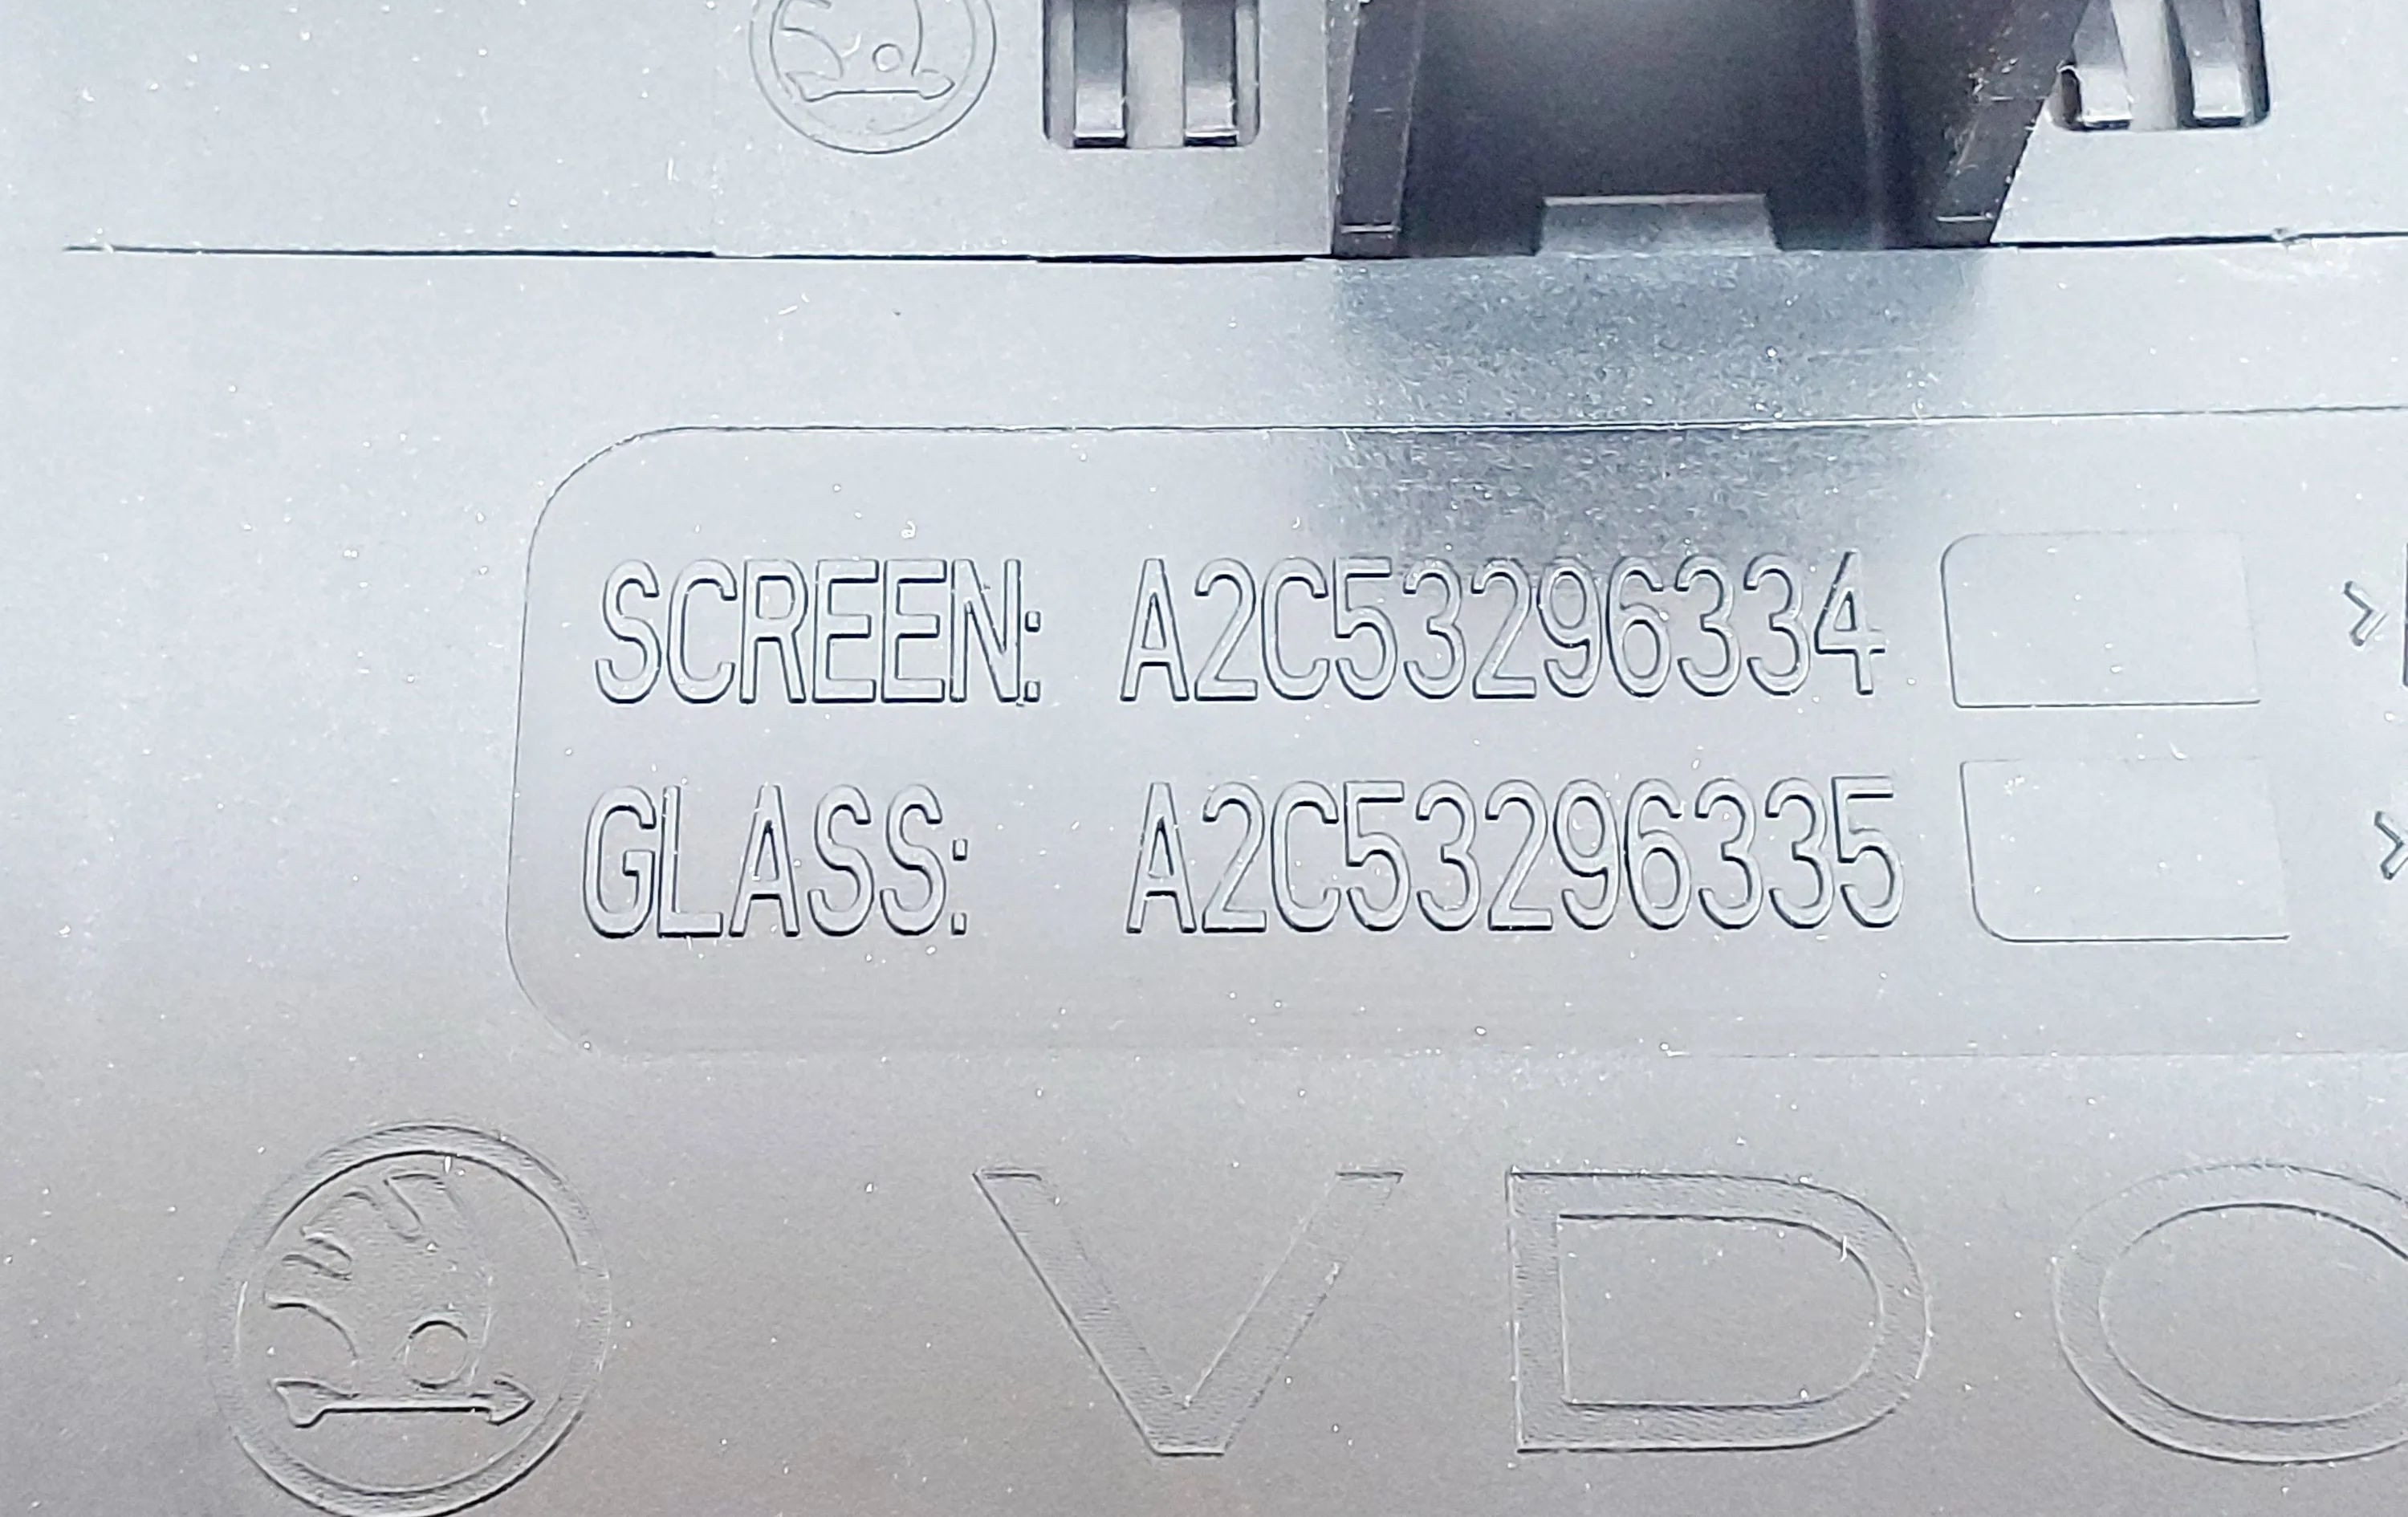 SCREEN: A2C53296334 >
GLASS: A2C53296335 >
VDO